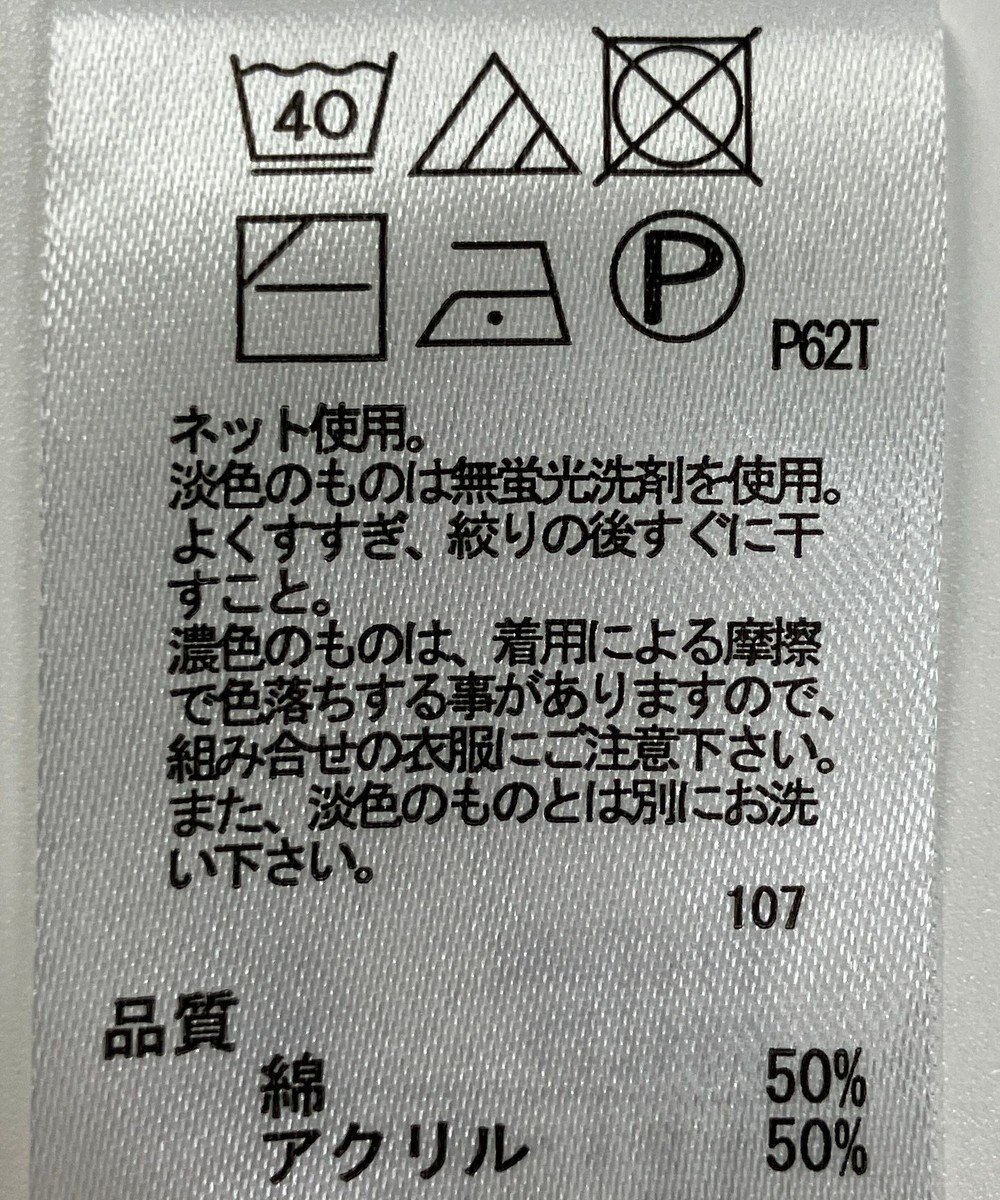 40
P
P62T
ネット使用。
淡色のものは無蛍光洗剤を使用。
よくすすぎ、絞りの後すぐに干
すこと。
濃色のものは、着用による摩擦
で色落ちする事がありますので、
組み合せの衣服にご注意下さい。
また、淡色のものとは別にお洗
い下さい。
107
品質
綿 50%
アクリル 50%